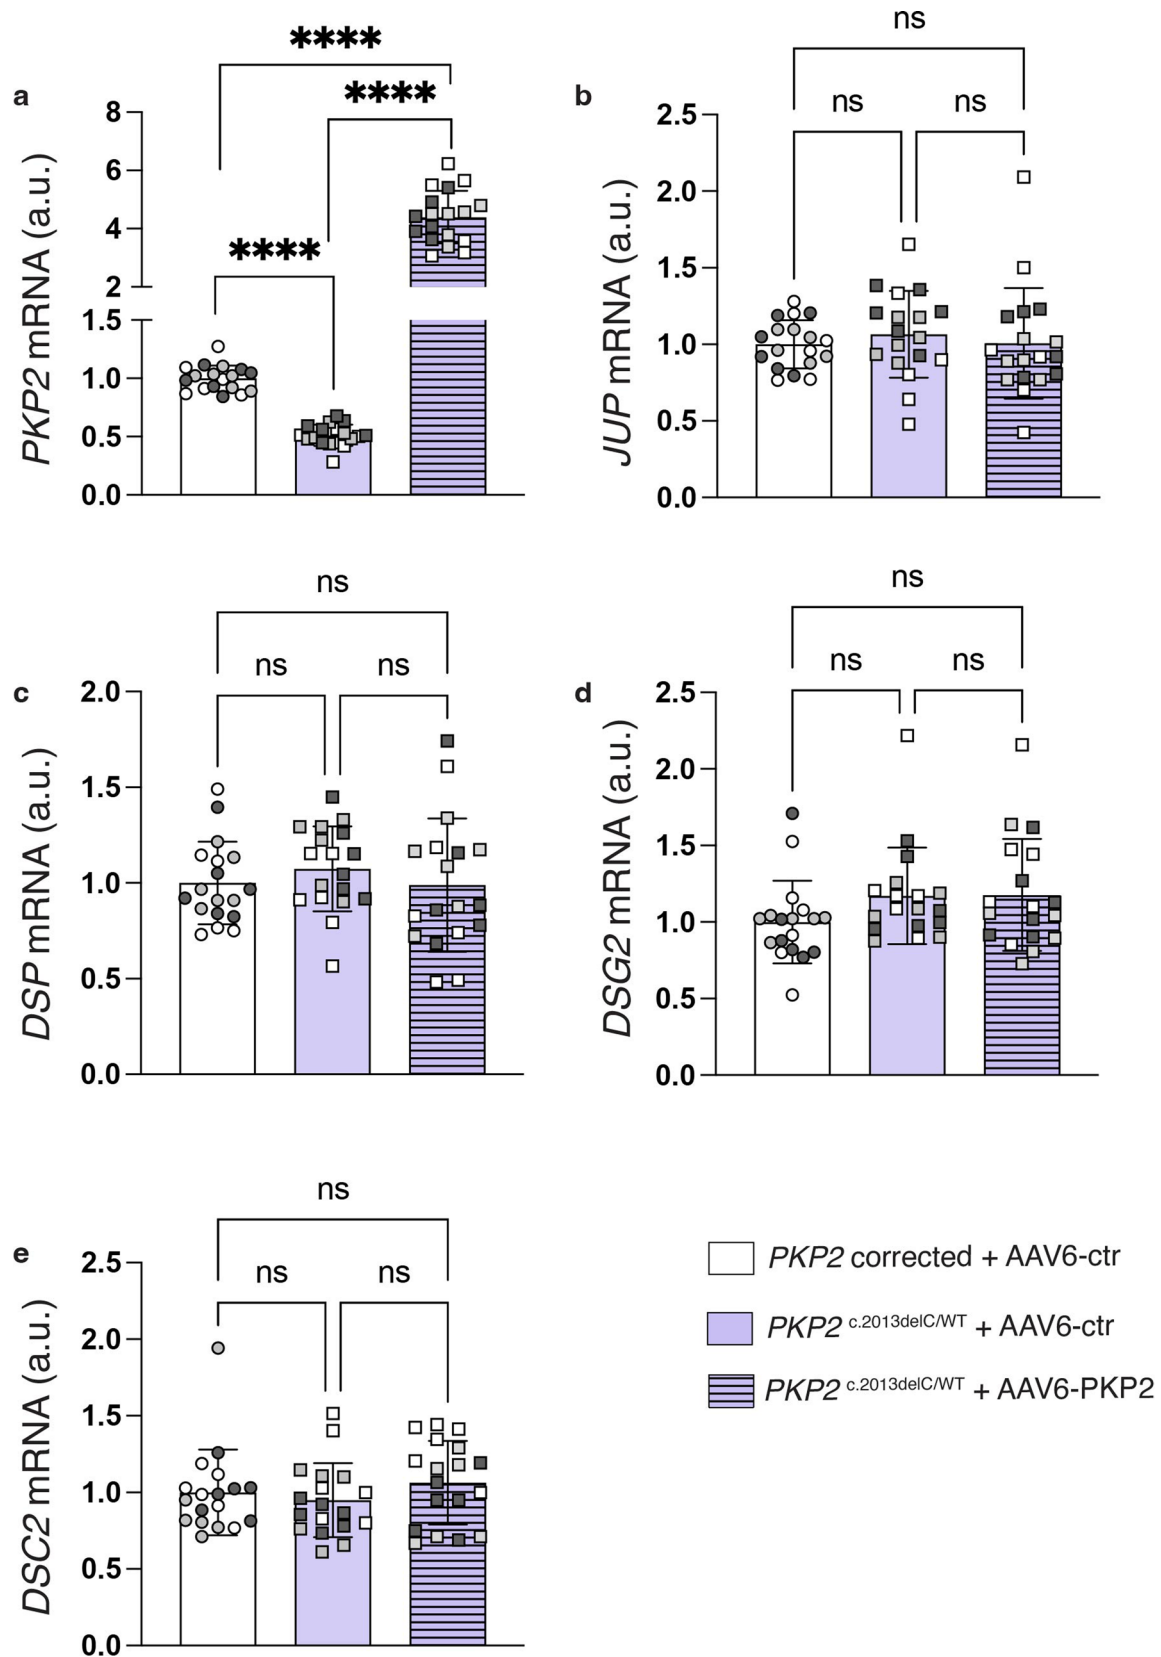 a
****
****
****
PKP2 mRNA (a.u.)
8
6
4
2
1.5
1.0
0.5
0.0
b
ns
ns
ns
JUP mRNA (a.u.)
2.5
2.0
1.5
1.0
0.5
0.0
c
ns
ns
ns
DSP mRNA (a.u.)
2.0
1.5
1.0
0.5
0.0
d
ns
ns
ns
DSG2 mRNA (a.u.)
2.5
2.0
1.5
1.0
0.5
0.0
e
ns
ns
ns
DSC2 mRNA (a.u.)
2.5
2.0
1.5
1.0
0.5
0.0
PKP2 corrected + AAV6-ctr
PKP2 c.2013delC/WT + AAV6-ctr
PKP2 c.2013delC/WT + AAV6-PKP2